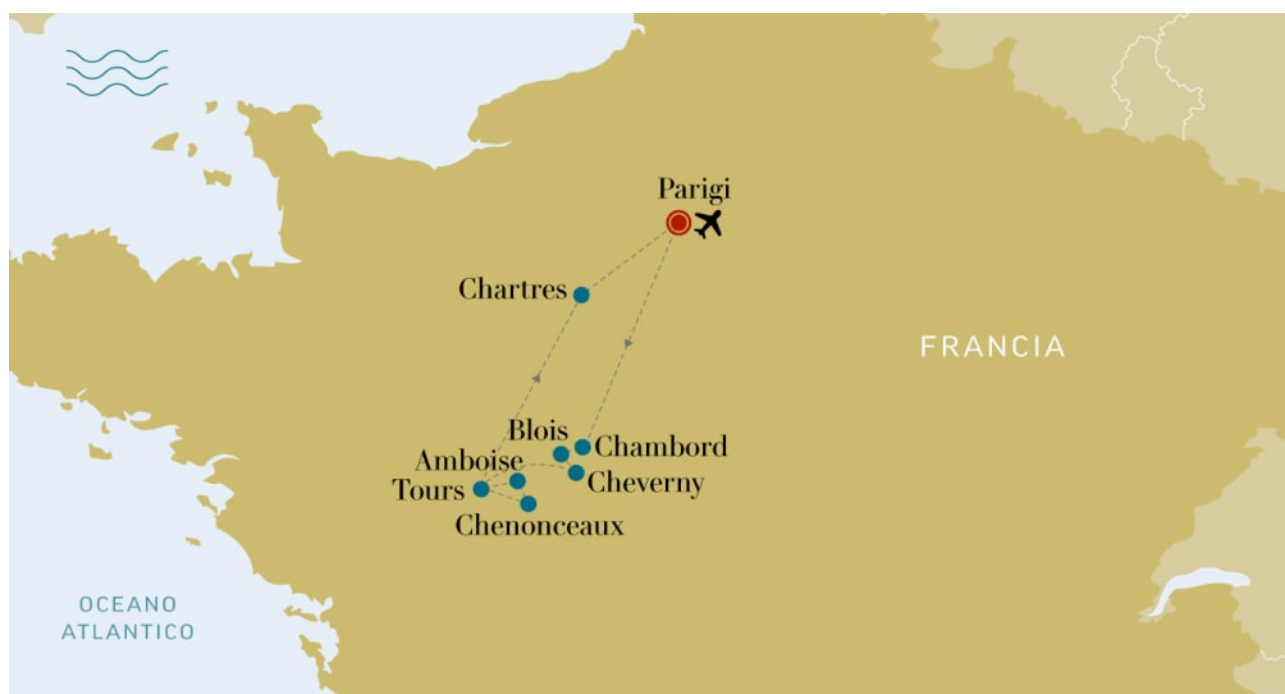 Parigi
Chartres
FRANCIA
Blois
Chambord
Amboise
Cheverny
Tours
Chenonceaux
OCEANO
ATLANTICO